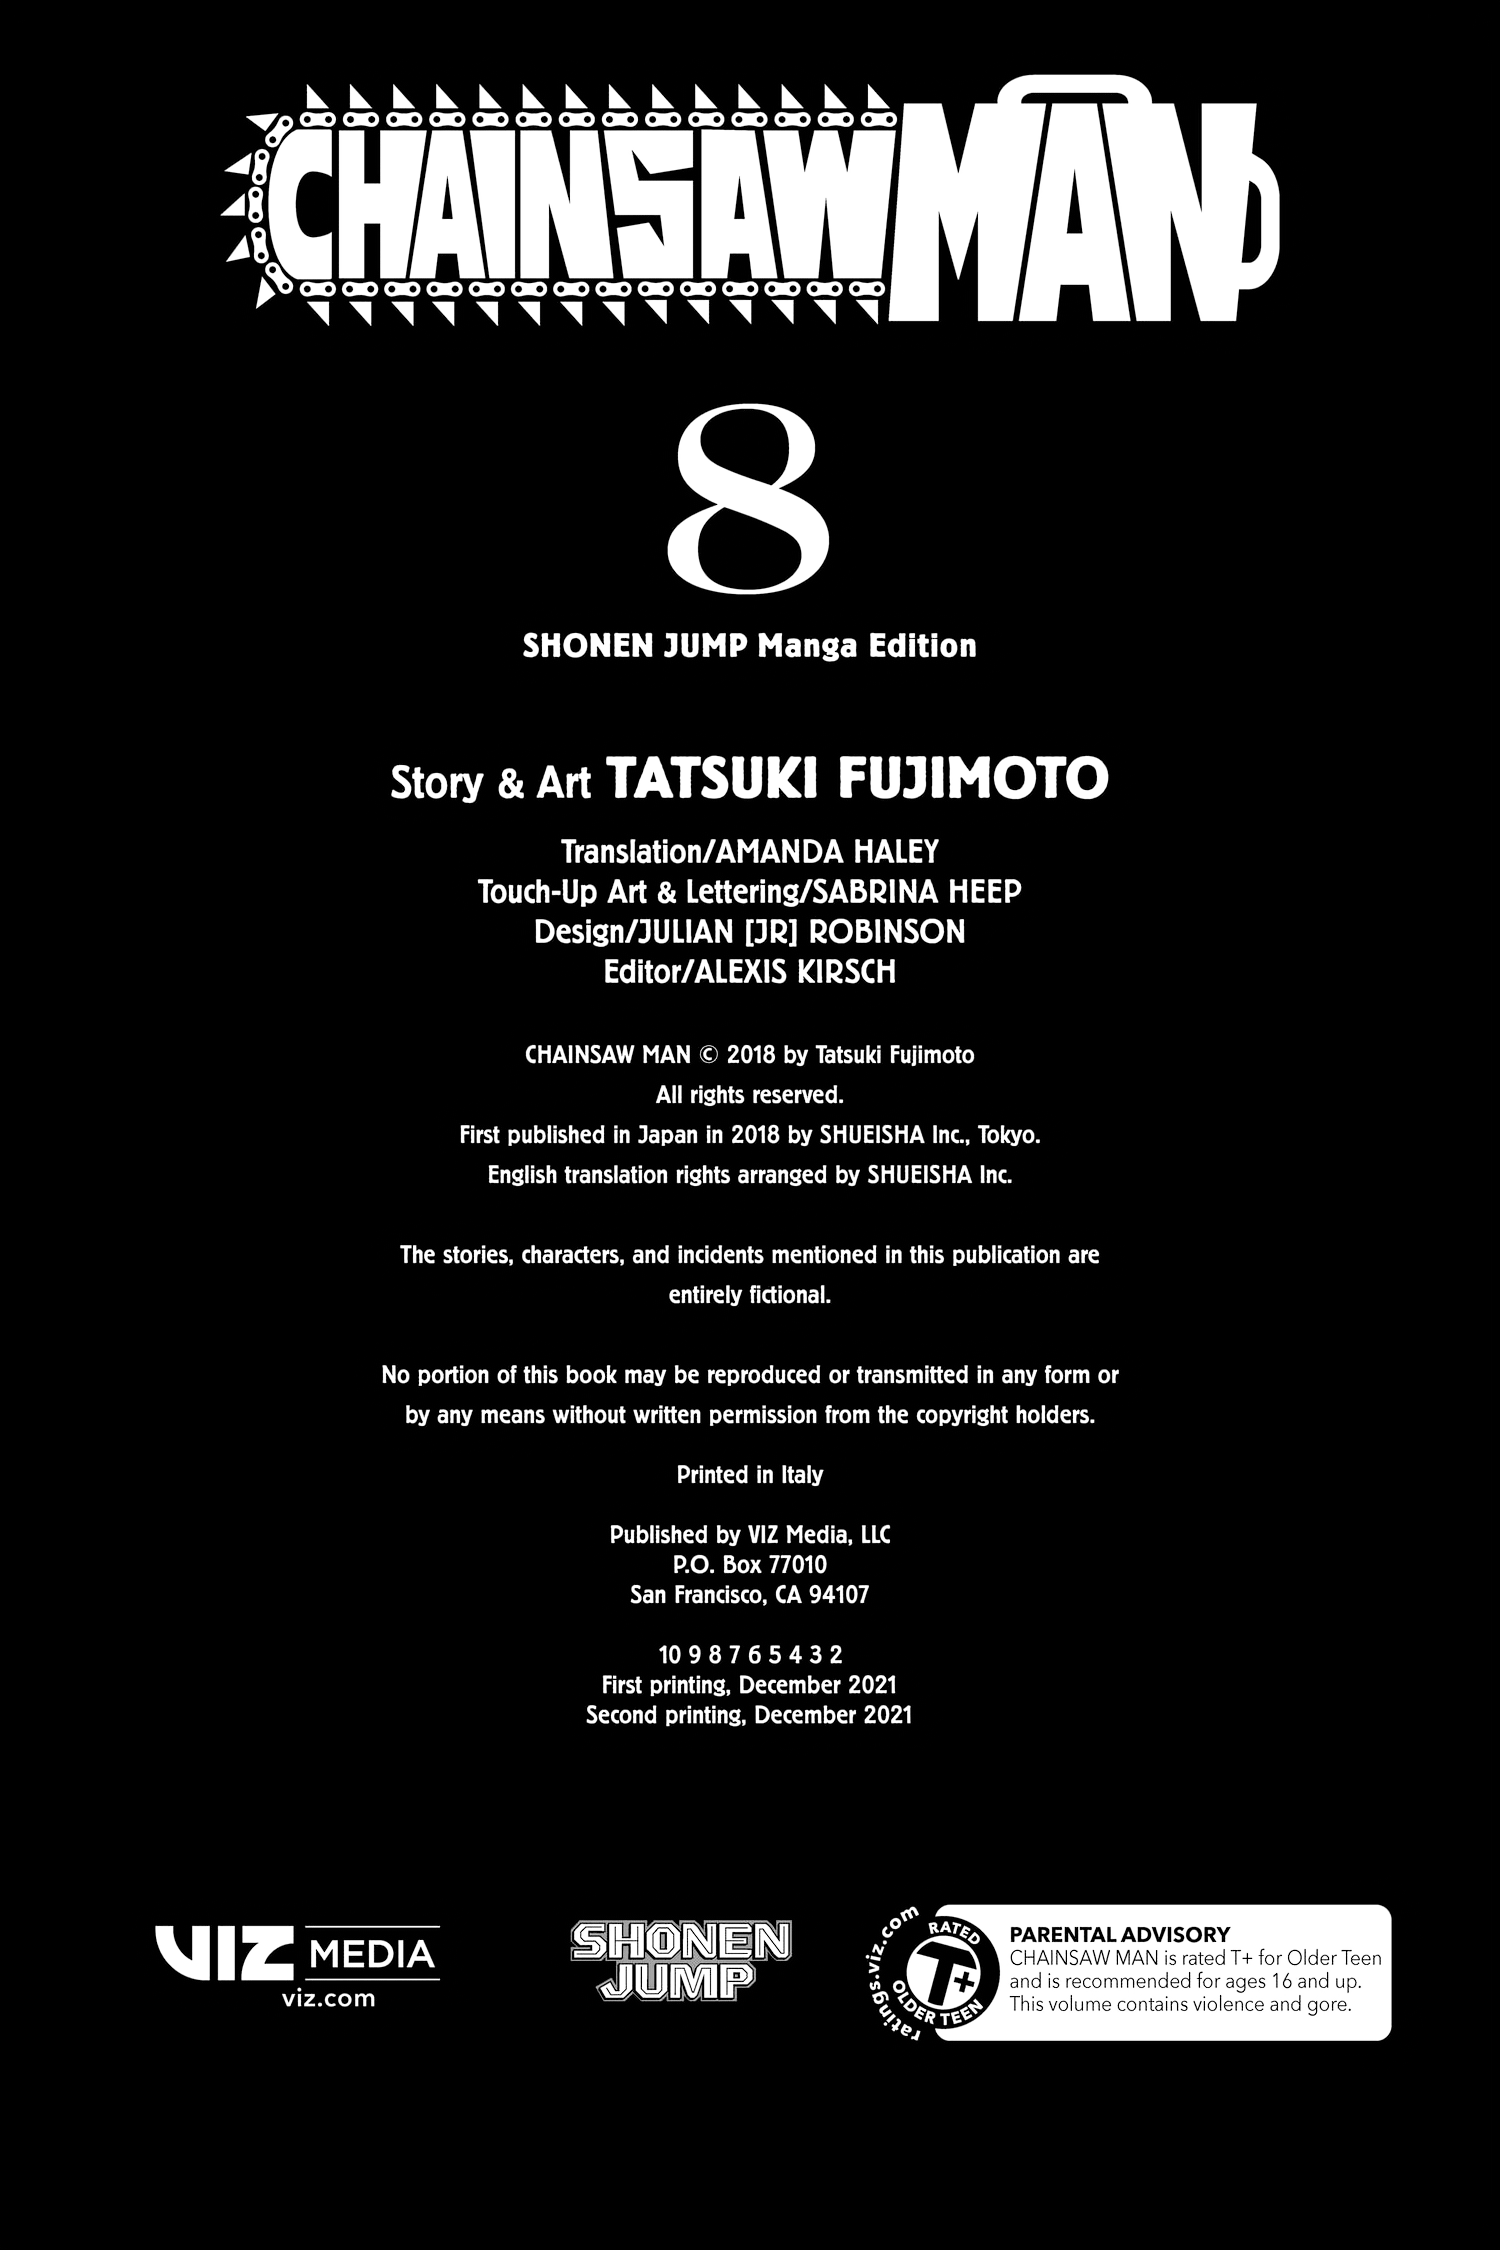 CHAINSAW MAN
8
SHONEN JUMP Manga Edition
Story & Art TATSUKI FUJIMOTO
Translation/AMANDA HALEY
Touch-Up Art & Lettering/SABRINA HEEP
Design/JULIAN [JR] ROBINSON
Editor/ALEXIS KIRSCH
CHAINSAW MAN © 2018 by Tatsuki Fujimoto
All rights reserved.
First published in Japan in 2018 by SHUEISHA Inc., Tokyo.
English translation rights arranged by SHUEISHA Inc.
The stories, characters, and incidents mentioned in this publication are
entirely fictional.
No portion of this book may be reproduced or transmitted in any form or
by any means without written permission from the copyright holders.
Printed in Italy
Published by VIZ Media, LLC
P.O. Box 77010
San Francisco, CA 94107
10 9 8 7 6 5 4 3 2
First printing, December 2021
Second printing, December 2021
VIZ MEDIA
viz.com
SHONEN
JUMP
ratings.viz.com
RATED
T+
OLDER TEEN
PARENTAL ADVISORY
CHAINSAW MAN is rated T+ for Older Teen
and is recommended for ages 16 and up.
This volume contains violence and gore.